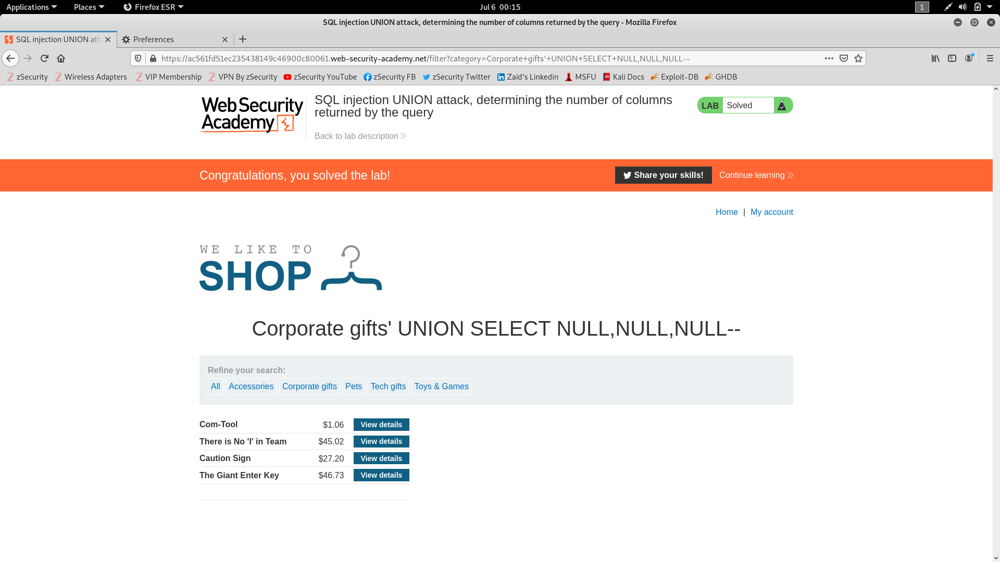 Applications Places Firefox ESR Jul 6 00:15 1
SQL injection UNION attack, determining the number of columns returned by the query - Mozilla Firefox
SQL injection UNION att Preferences
https://ac561fd51ec235438149c46900c80061.web-security-academy.net/filter?category=Corporate+gifts'+UNION+SELECT+NULL,NULL,NULL--
zSecurity Wireless Adapters VIP Membership VPN By zSecurity zSecurity YouTube zSecurity FB zSecurity Twitter Zaid's Linkedin MSFU Kali Docs Exploit-DB GHDB
Web Security
Academy
SQL injection UNION attack, determining the number of columns
returned by the query
LAB Solved
Back to lab description
Congratulations, you solved the lab! Share your skills! Continue learning
Home | My account
WE LIKE TO
SHOP
Corporate gifts' UNION SELECT NULL,NULL,NULL--
Refine your search:
All Accessories Corporate gifts Pets Tech gifts Toys & Games
Com-Tool $1.06 View details
There is No 'I' in Team $45.02 View details
Caution Sign $27.20 View details
The Giant Enter Key $46.73 View details